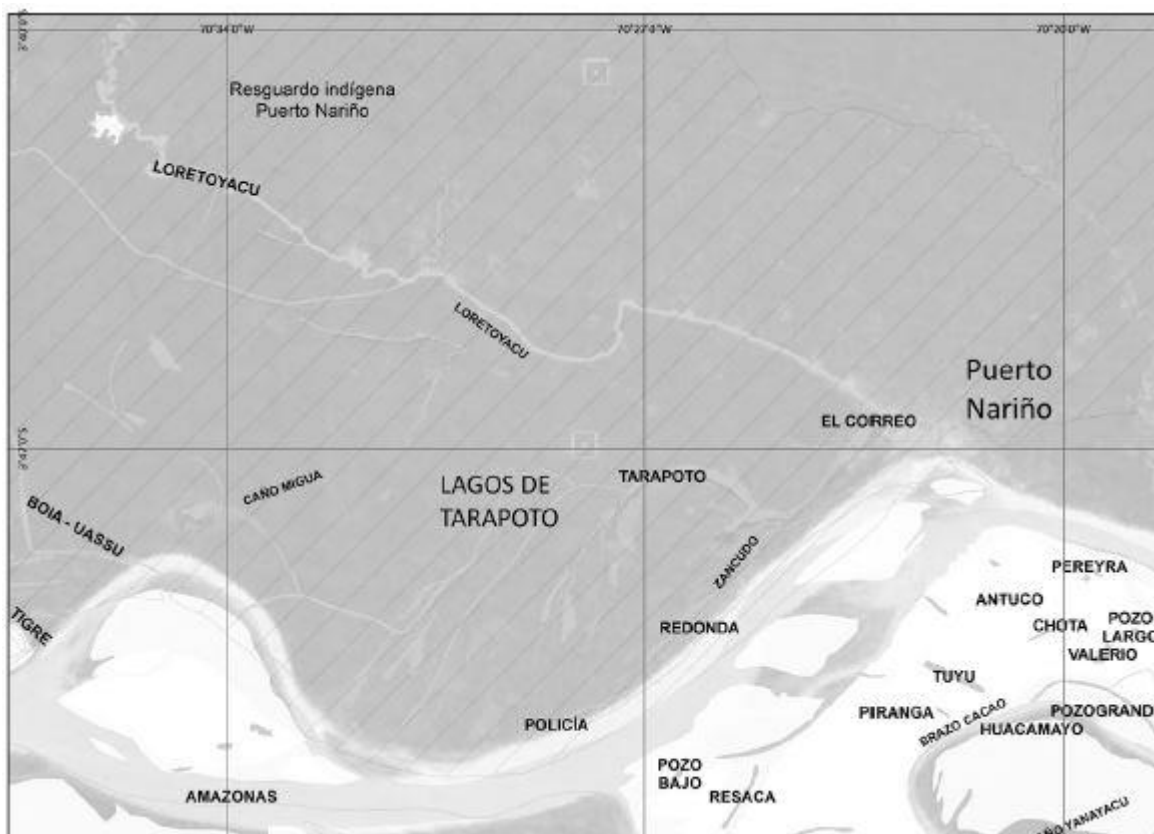 70°34'0"W
70°27'0"W
70°20'0"W
Resguardo indígena
Puerto Nariño
LORETOYACU
LORETOYACU
Puerto
Nariño
EL CORREO
TARAPOTO
LAGOS DE
TARAPOTO
CAÑO MIGUA
BOIA - UASSU
TIGRE
ZANCUDO
REDONDA
POLICÍA
AMAZONAS
PEREYRA
ANTUCO
CHOTA
POZO
LARGO
VALERIO
TUYU
PIRANGA
BRAZO CACAO
POZOGRAND
HUACAMAYO
POZO
BAJO
RESACA
YANAYACU